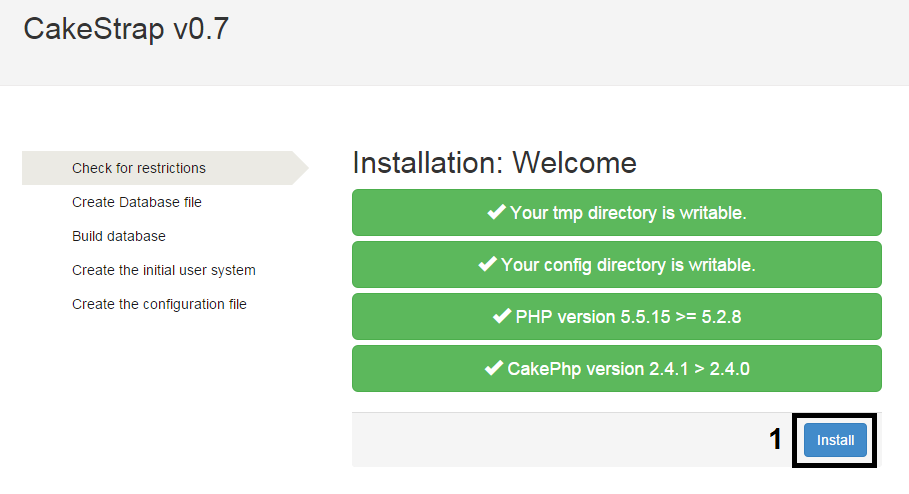 CakeStrap v0.7
Check for restrictions
Create Database file
Build database
Create the initial user system
Create the configuration file
Installation: Welcome
Your tmp directory is writable.
Your config directory is writable.
PHP version 5.5.15 >= 5.2.8
CakePhp version 2.4.1 > 2.4.0
1 Install